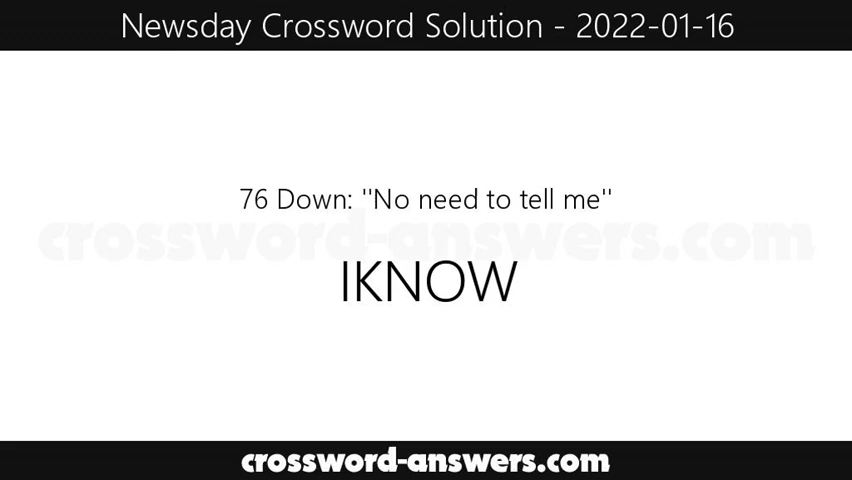 Newsday Crossword Solution - 2022-01-16
76 Down: "No need to tell me"
crossword-answers.com
IKNOW
crossword-answers.com